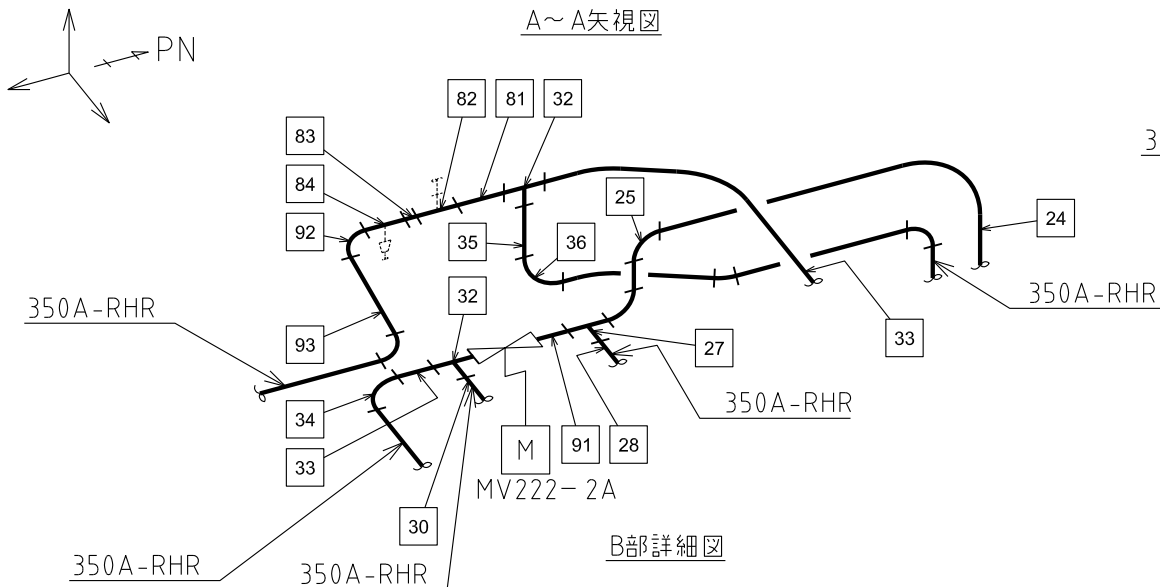 A~A矢視図
PN
82
81
32
83
3
84
25
24
92
35
36
350A-RHR
350A-RHR
32
93
27
33
34
350A-RHR
33
M
91
28
MV222-2A
30
B部詳細図
350A-RHR
350A-RHR